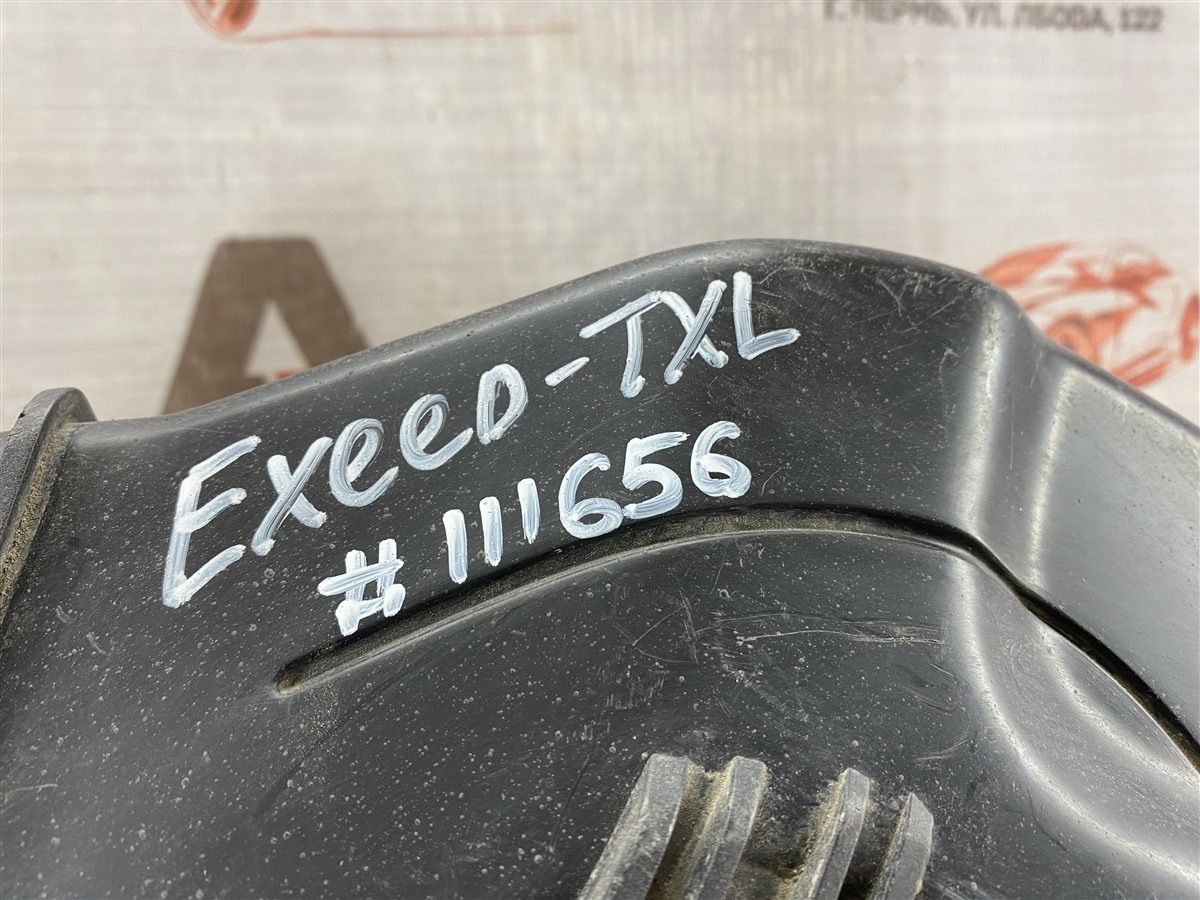 Г. ПЕРМЬ, УЛ. ЛБОВА, 122
А
Exeed-TXL
# 111656